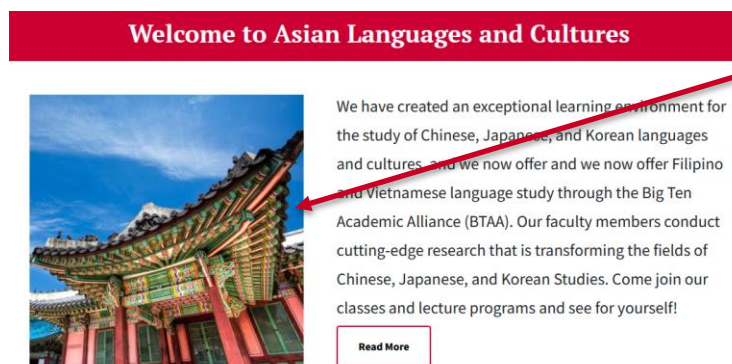 Welcome to Asian Languages and Cultures
We have created an exceptional learning environment for
the study of Chinese, Japanese, and Korean languages
and cultures, and we now offer and we now offer Filipino
and Vietnamese language study through the Big Ten
Academic Alliance (BTAA). Our faculty members conduct
cutting-edge research that is transforming the fields of
Chinese, Japanese, and Korean Studies. Come join our
classes and lecture programs and see for yourself!
Read More